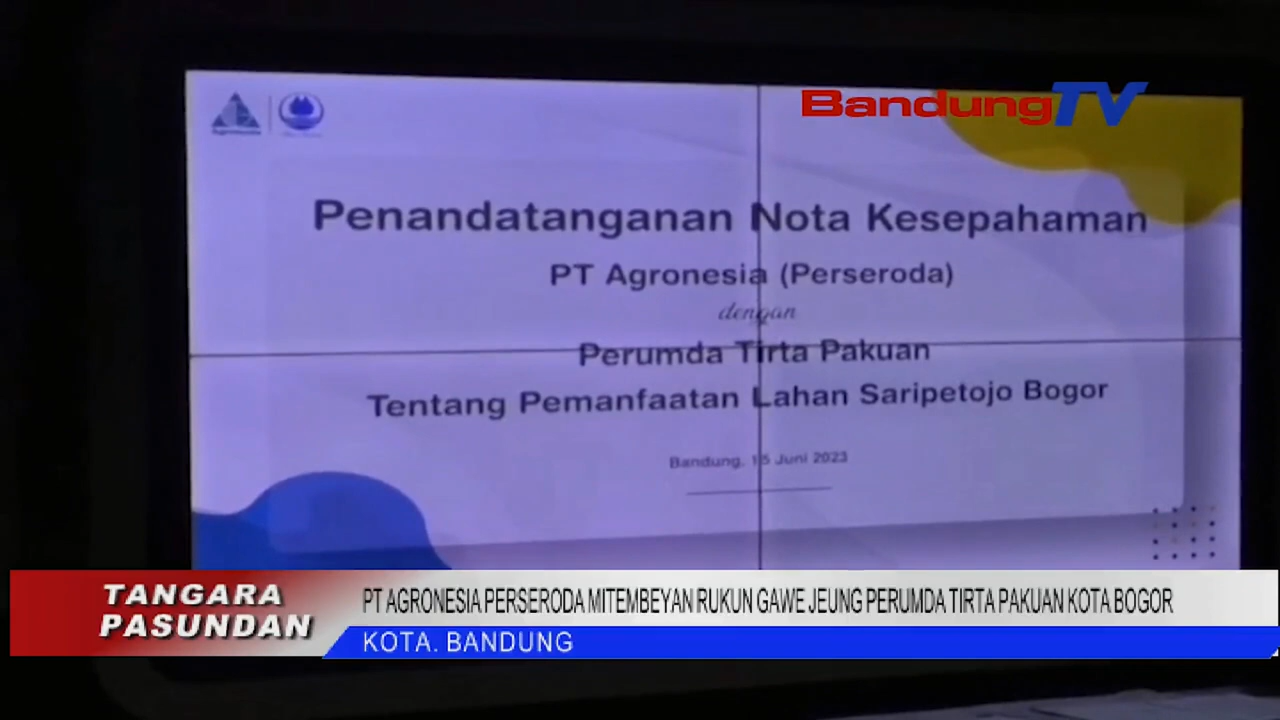 BandungTV
Agronesia
Penandatanganan Nota Kesepahaman
PT Agronesia (Perseroda)
dengan
Perumda Tirta Pakuan
Tentang Pemanfaatan Lahan Saripetojo Bogor
Bandung, 15 Juni 2023
TANGARA
PASUNDAN
PT AGRONESIA PERSERODA MITEMBEYAN RUKUN GAWE JEUNG PERUMDA TIRTA PAKUAN KOTA BOGOR
KOTA. BANDUNG